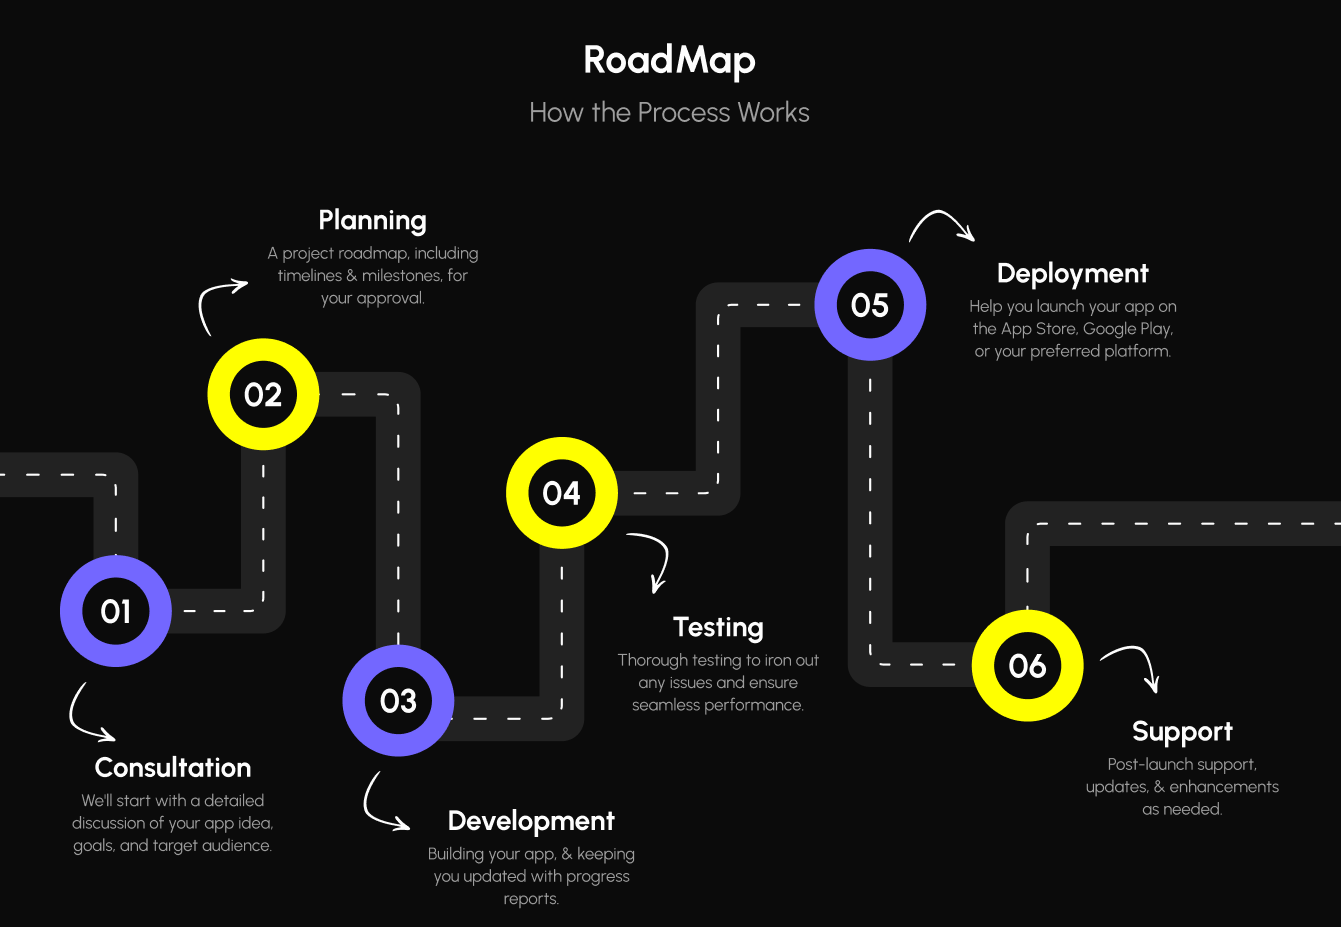 RoadMap
How the Process Works
01
Consultation
We'll start with a detailed
discussion of your app idea,
goals, and target audience.
02
Planning
A project roadmap, including
timelines & milestones, for
your approval.
03
Development
Building your app, & keeping
you updated with progress
reports.
04
Testing
Thorough testing to iron out
any issues and ensure
seamless performance.
05
Deployment
Help you launch your app on
the App Store, Google Play,
or your preferred platform.
06
Support
Post-launch support,
updates, & enhancements
as needed.